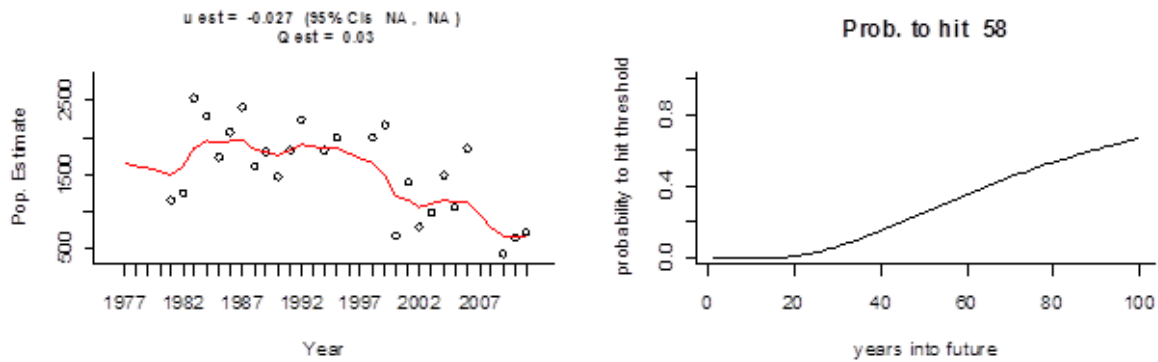 u est = -0.027 (95% CIs NA , NA)
Q est = 0.03
Pop. Estimate
2500
1500
500
1977 1982 1987 1992 1997 2002 2007
Year
Prob. to hit 58
probability to hit threshold
0.8
0.4
0.0
0 20 40 60 80 100
years into future